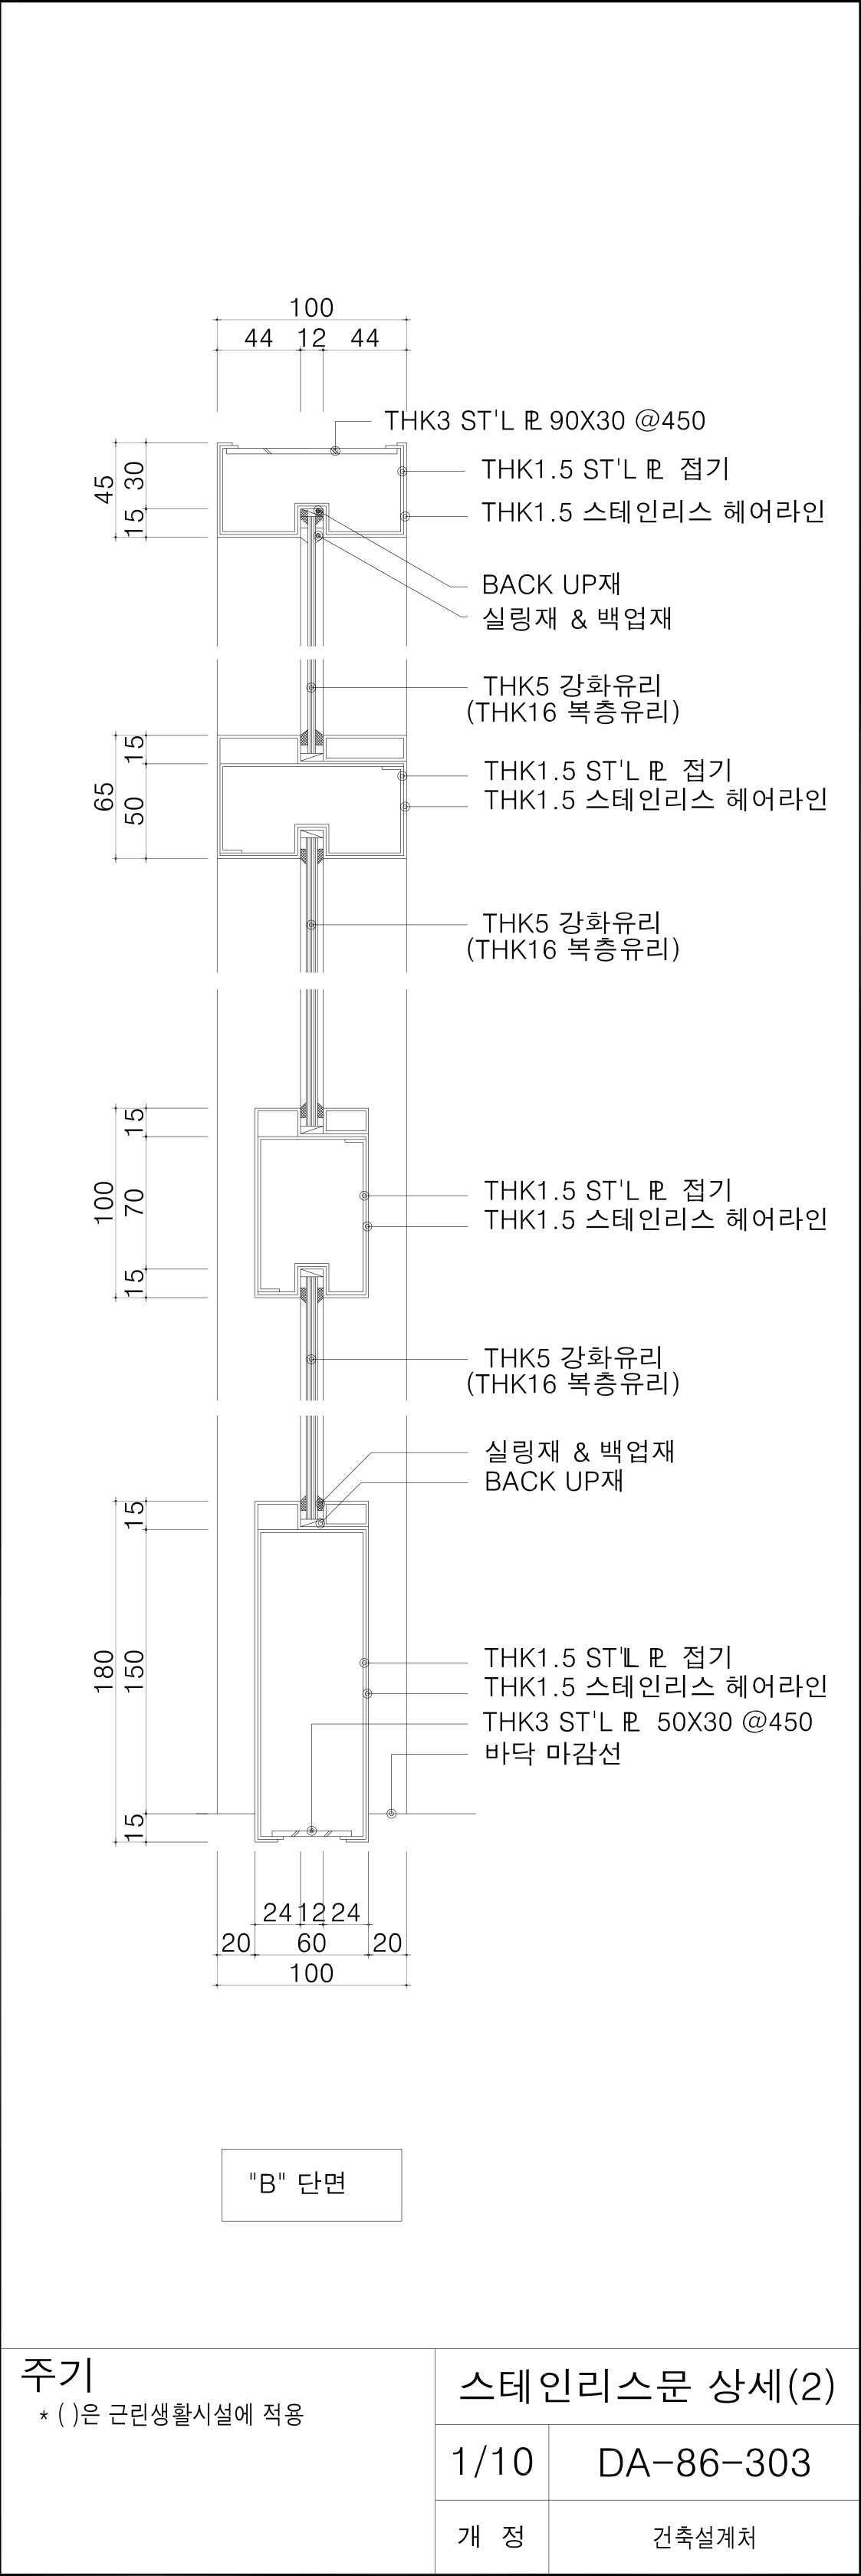 100
44 12 44
THK3 ST'L ℄ 90X30 @450
45 30 15
THK1.5 ST'L ℄ 접기
THK1.5 스테인리스 헤어라인
BACK UP재
실링재 & 백업재
THK5 강화유리
(THK16 복층유리)
65 15 50
THK1.5 ST'L ℄ 접기
THK1.5 스테인리스 헤어라인
THK5 강화유리
(THK16 복층유리)
100 15 70 15
THK1.5 ST'L ℄ 접기
THK1.5 스테인리스 헤어라인
THK5 강화유리
(THK16 복층유리)
실링재 & 백업재
BACK UP재
180 15 150 15
THK1.5 ST'L ℄ 접기
THK1.5 스테인리스 헤어라인
THK3 ST'L ℄ 50X30 @450
바닥 마감선
24 12 24
20 60 20
100
"B" 단면
주기
* ( )은 근린생활시설에 적용
스테인리스문 상세(2)
1/10 DA-86-303
개 정 건축설계처